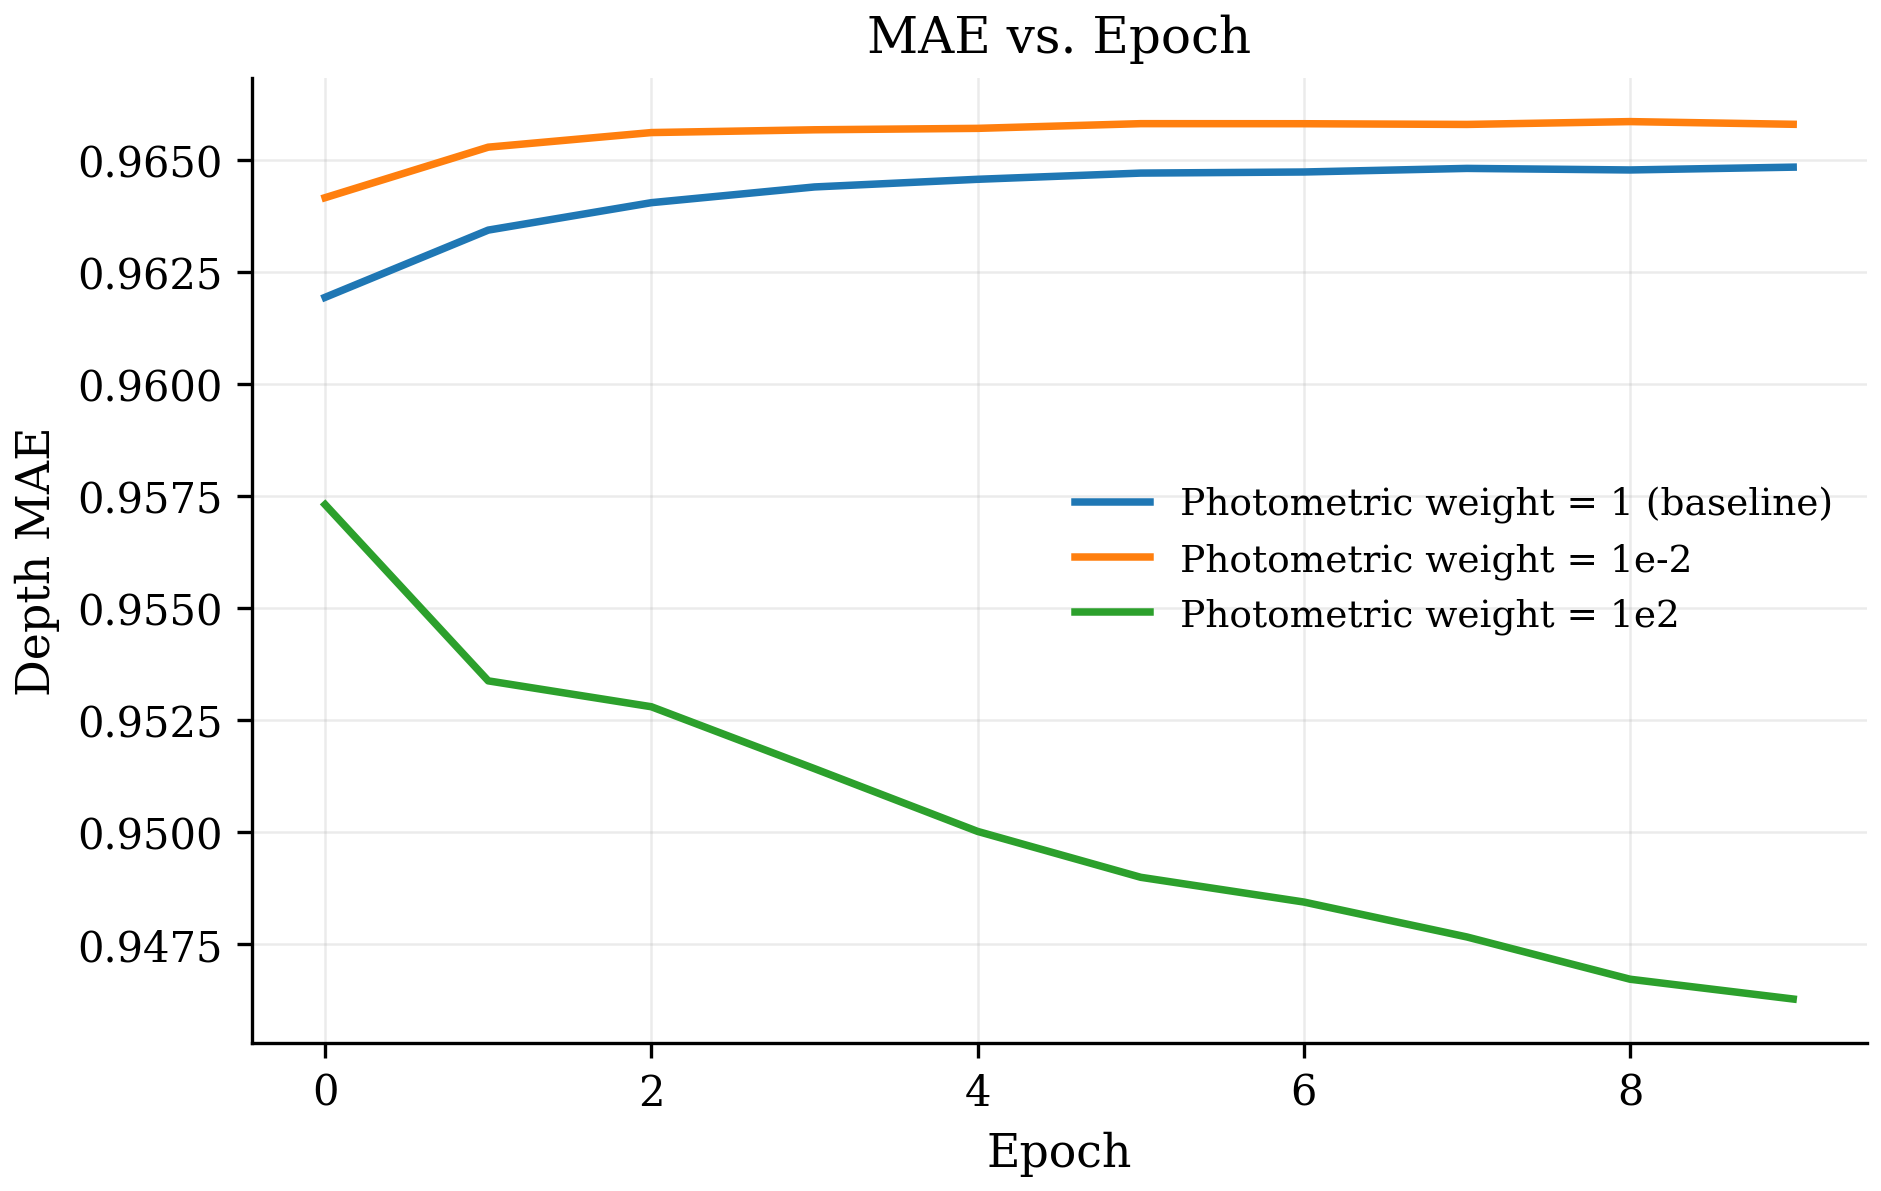 MAE vs. Epoch
Depth MAE
0.9650
0.9625
0.9600
0.9575
0.9550
0.9525
0.9500
0.9475
Photometric weight = 1 (baseline)
Photometric weight = 1e-2
Photometric weight = 1e2
0 2 4 6 8
Epoch